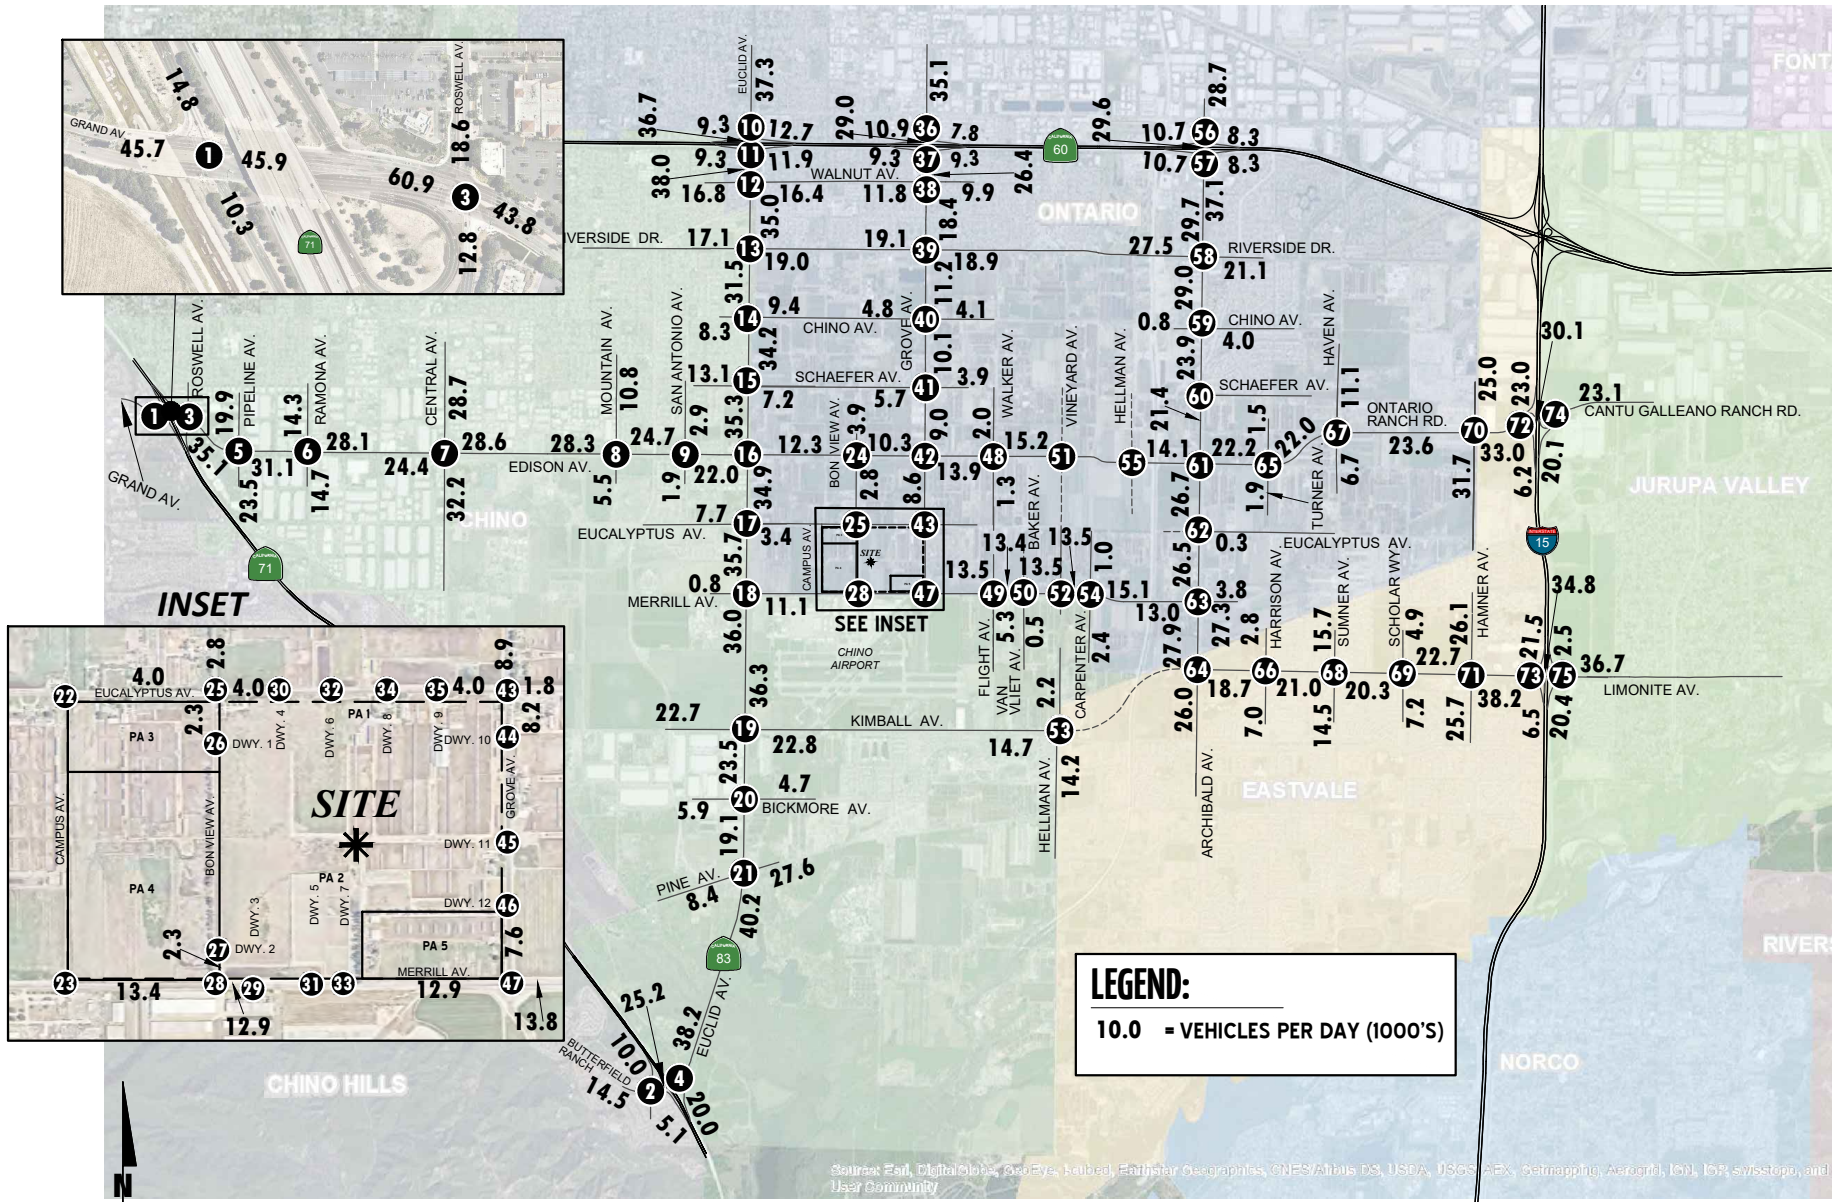 14.8
GRAND AV.
45.7
1
45.9
10.3
71
60.9
18.6
ROSWELL AV.
3
43.8
12.8
EUCLID AV.
37.3
36.7
9.3
10
12.7
29.0
10.9
36
7.8
35.1
60
29.6
10.7
56
8.3
28.7
FONT
9.3
11
11.9
9.3
37
9.3
26.4
10.7
57
8.3
38.0
WALNUT AV.
16.8
12
16.4
11.8
38
9.9
37.1
ONTARIO
35.0
18.4
29.7
IVERSIDE DR.
17.1
13
19.0
19.1
39
18.9
27.5
58
RIVERSIDE DR.
21.1
31.5
11.2
29.0
9.4
14
8.3
CHINO AV.
4.8
40
4.1
GROVE AV.
0.8
59
CHINO AV.
4.0
34.2
10.1
23.9
HAVEN AV.
30.1
13.1
15
7.2
SCHAEFER AV.
5.7
41
3.9
WALKER AV.
VINEYARD AV.
HELLMAN AV.
21.4
60
SCHAEFER AV.
11.1
25.0
23.0
23.1
74
CANTU GALLEANO RANCH RD.
ROSWELL AV.
1
3
19.9
PIPELINE AV.
14.3
RAMONA AV.
CENTRAL AV.
28.7
MOUNTAIN AV.
10.8
SAN ANTONIO AV.
2.9
35.3
BON VIEW AV.
3.9
9.0
2.0
1.5
22.0
67
ONTARIO
RANCH RD.
23.6
70
33.0
72
20.1
35.1
5
31.1
6
28.1
24.4
7
28.6
28.3
EDISON AV.
8
24.7
9
22.0
16
12.3
24
10.3
42
13.9
48
15.2
51
55
14.1
61
22.2
65
GRAND AV.
23.5
14.7
32.2
5.5
1.9
34.9
2.8
8.6
1.3
BAKER AV.
26.7
1.9
TURNER AV.
6.7
31.7
6.2
JURUPA VALLEY
CHINO
7.7
17
3.4
EUCALYPTUS AV.
25
43
62
0.3
EUCALYPTUS AV.
15
71
35.7
CAMPUS AV.
SITE
13.4
13.5
1.0
26.5
HARRISON AV.
SUMNER AV.
SCHOLAR WY.
HAMNER AV.
34.8
0.8
18
11.1
MERRILL AV.
28
47
13.5
49
50
13.5
52
54
15.1
13.0
63
3.8
SEE INSET
36.0
CHINO
AIRPORT
FLIGHT AV.
5.3
VAN
VLIET AV.
0.5
CARPENTER AV.
2.4
27.9
27.3
2.8
15.7
4.9
26.1
21.5
2.5
36.3
2.2
64
18.7
66
21.0
68
20.3
69
22.7
71
38.2
73
75
36.7
LIMONITE AV.
26.0
7.0
14.5
7.2
25.7
6.5
20.4
22.7
19
22.8
KIMBALL AV.
14.7
53
23.5
14.2
HELLMAN AV.
ARCHIBALD AV.
EASTVALE
5.9
20
4.7
BICKMORE AV.
19.1
PINE AV.
8.4
21
27.6
40.2
83
EUCLID AV.
38.2
25.2
10.0
BUTTERFIELD
RANCH
14.5
2
4
5.1
20.0
INSET
4.0
2.8
8.9
22
EUCALYPTUS AV.
25
4.0
30
32
34
35
4.0
43
1.8
2.3
DWY. 4
DWY. 6
PA 1
DWY. 8
DWY. 9
8.2
PA 3
26
DWY. 1
DWY. 10
44
GROVE AV.
SITE
CAMPUS AV.
BON VIEW AV.
DWY. 11
45
PA 4
PA 2
DWY. 3
DWY. 5
DWY. 7
DWY. 12
46
2.3
27
DWY. 2
PA 5
7.6
MERRILL AV.
23
13.4
28
29
31
33
12.9
47
12.9
13.8
CHINO HILLS
N
LEGEND:
10.0 = VEHICLES PER DAY (1000'S)
RIVERS
NORCO
Source: Esri, DigitalGlobe, GeoEye, i-cubed, Earthstar Geographics, CNES/Airbus DS, USDA, USGS, AEX, Getmapping, Aerogrid, IGN, IGP, swisstopo, and
User Community